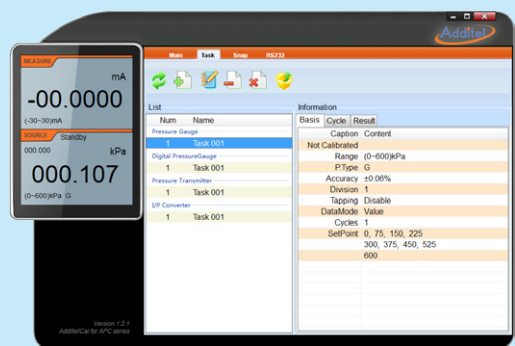 Additel
MEASURE
mA
-00.0000
(-30~30)mA
SOURCE Standby
000.000 kPa
000.107
(0~600)kPa G
Main Task Snap RS232
List
Num Name
Pressure Gauge
1 Task 001
Digital PressureGauge
1 Task 001
Pressure Transmitter
1 Task 001
I/P Converter
1 Task 001
Information
Basis Cycle Result
Caption Content
Not Calibrated
Range (0~600)kPa
P.Type G
Accuracy ±0.06%
Division 1
Tapping Disable
DataMode Value
Cycles 1
SetPoint 0, 75, 150, 225
300, 375, 450, 525
600
Version 1.2.1
Additel/Cal for APC series